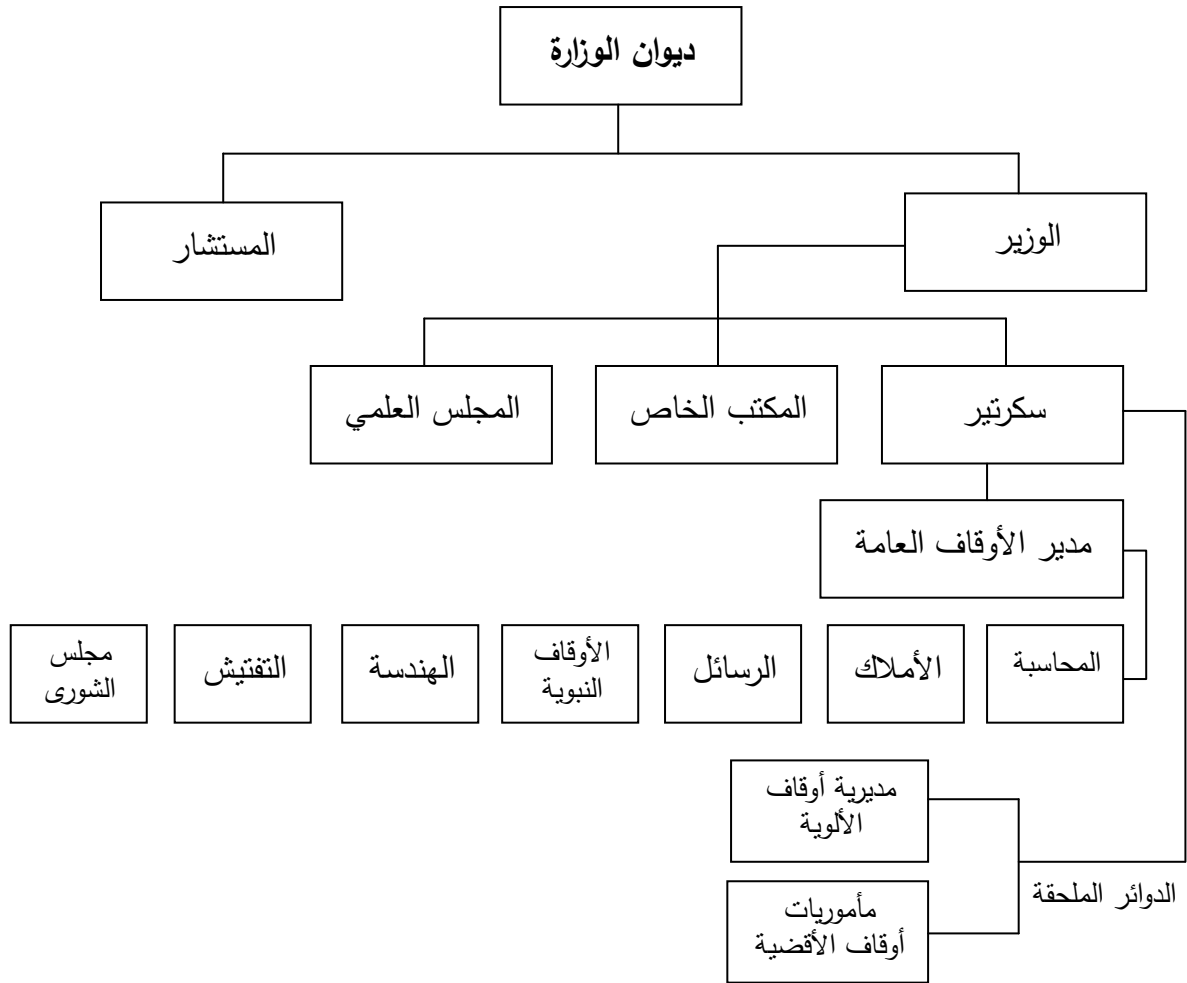 ديوان الوزارة
الوزير
المستشار
سكرتير
المكتب الخاص
المجلس العلمي
مدير الأوقاف العامة
المحاسبة
الأملاك
الرسائل
الأوقاف
النبوية
الهندسة
التفتيش
مجلس
الشورى
مديرية أوقاف
الألوية
الدوائر الملحقة
مأموريات
أوقاف الأقضية